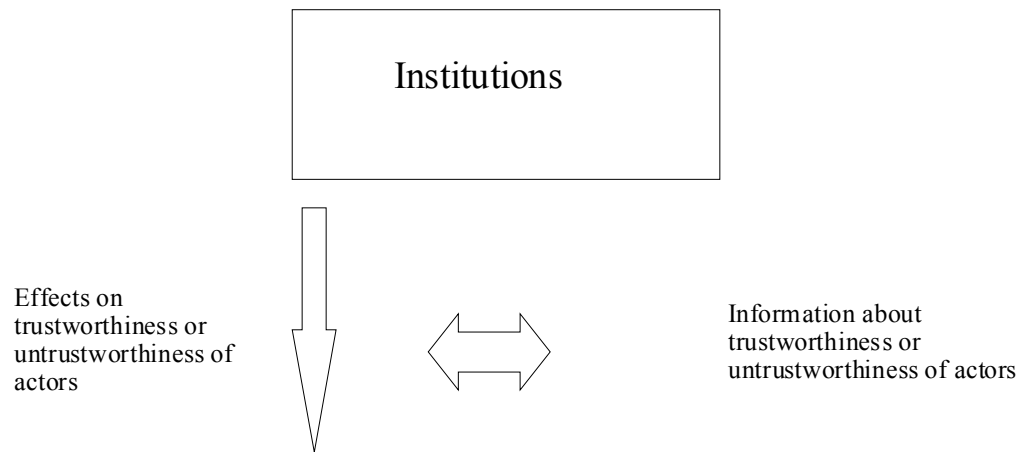 Institutions
Effects on
trustworthiness or
untrustworthiness of
actors
Information about
trustworthiness or
untrustworthiness of actors